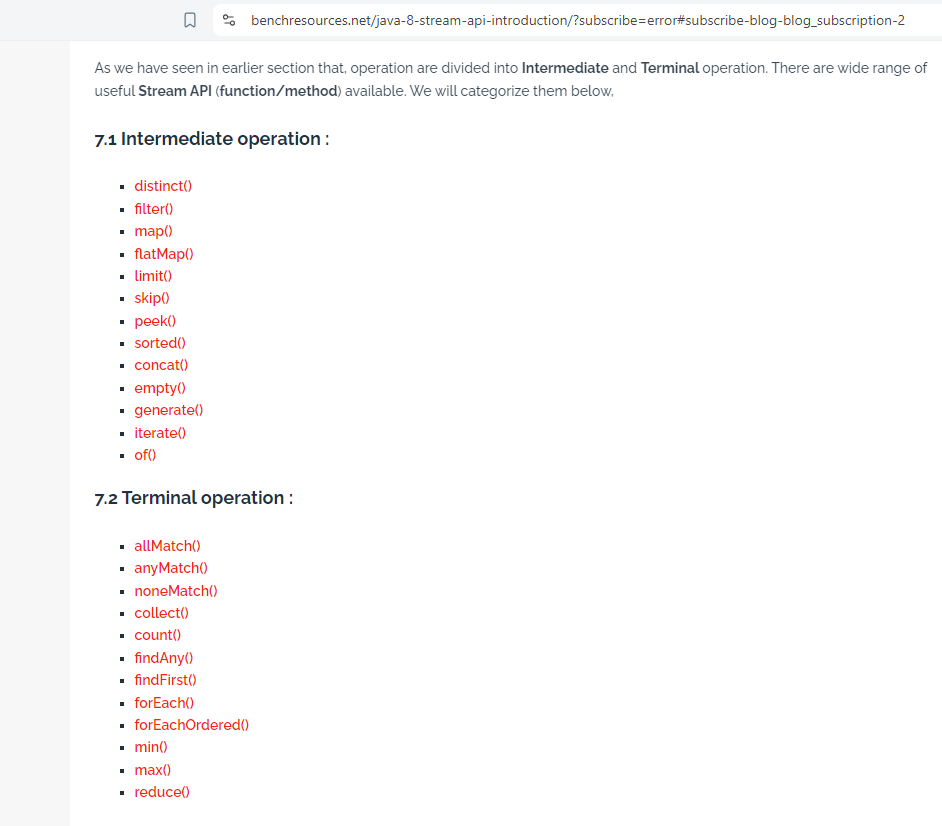 benchresources.net/java-8-stream-api-introduction/?subscribe=error#subscribe-blog-blog_subscription-2
As we have seen in earlier section that, operation are divided into Intermediate and Terminal operation. There are wide range of
useful Stream API (function/method) available. We will categorize them below,
7.1 Intermediate operation :
distinct()
filter()
map()
flatMap()
limit()
skip()
peek()
sorted()
concat()
empty()
generate()
iterate()
of()
7.2 Terminal operation :
allMatch()
anyMatch()
noneMatch()
collect()
count()
findAny()
findFirst()
forEach()
forEachOrdered()
min()
max()
reduce()